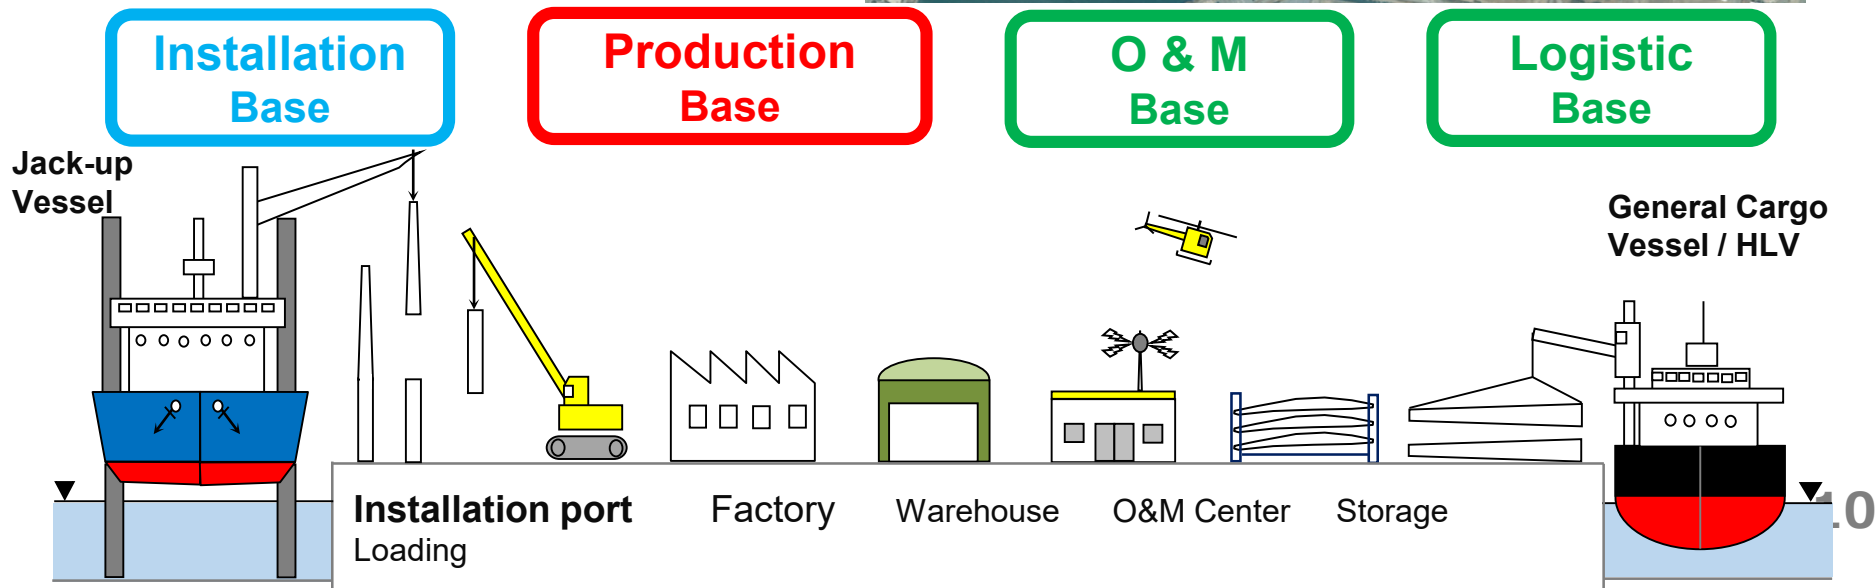 Installation
Base
Production
Base
O & M
Base
Logistic
Base
Jack-up
Vessel
General Cargo
Vessel / HLV
Installation port
Loading
Factory
Warehouse
O&M Center
Storage
10